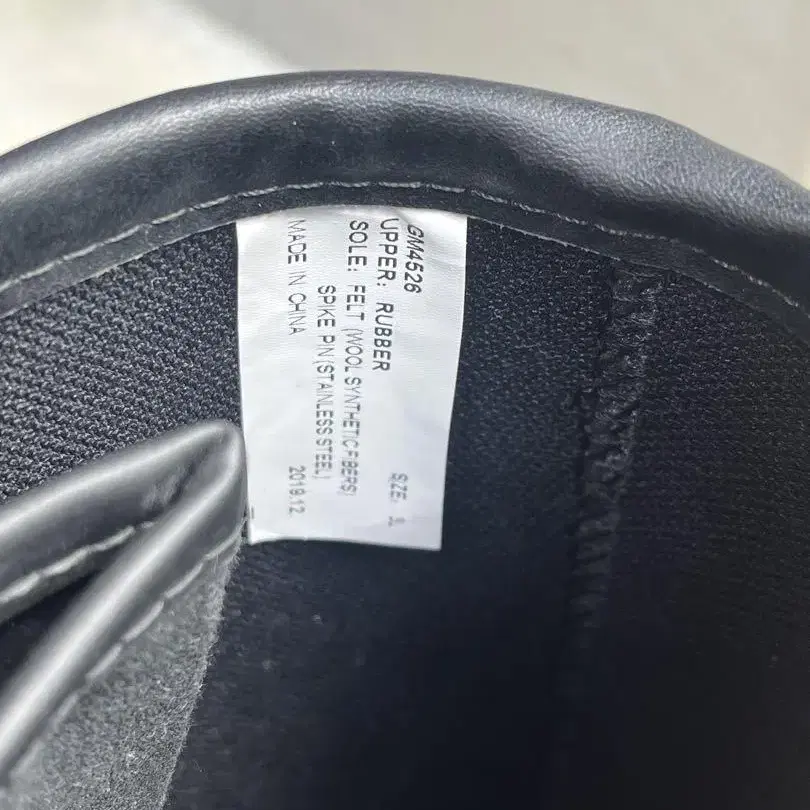 GM4526
UPPER: RUBBER SIZE:
SOLE: FELT (WOOL SYNTHETIC FIBERS)
SPIKE PIN (STAINLESS STEEL)
MADE IN CHINA 2018.12.